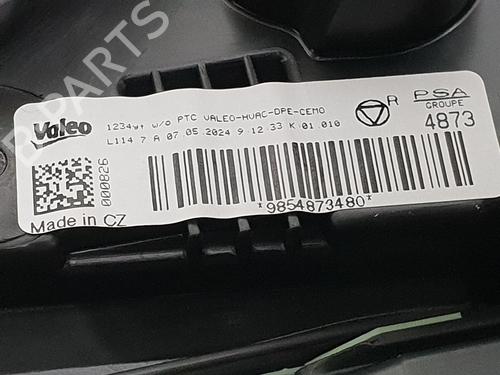 B-PARTS
Valeo
1234yf w/o PTC VALEO-HVAC-DPE-CEMO
L114 7 A 07 05 2024 9 12 33 K 01 010
R
PSA
GROUPE
4873
000826
Made in CZ
*9854873480*